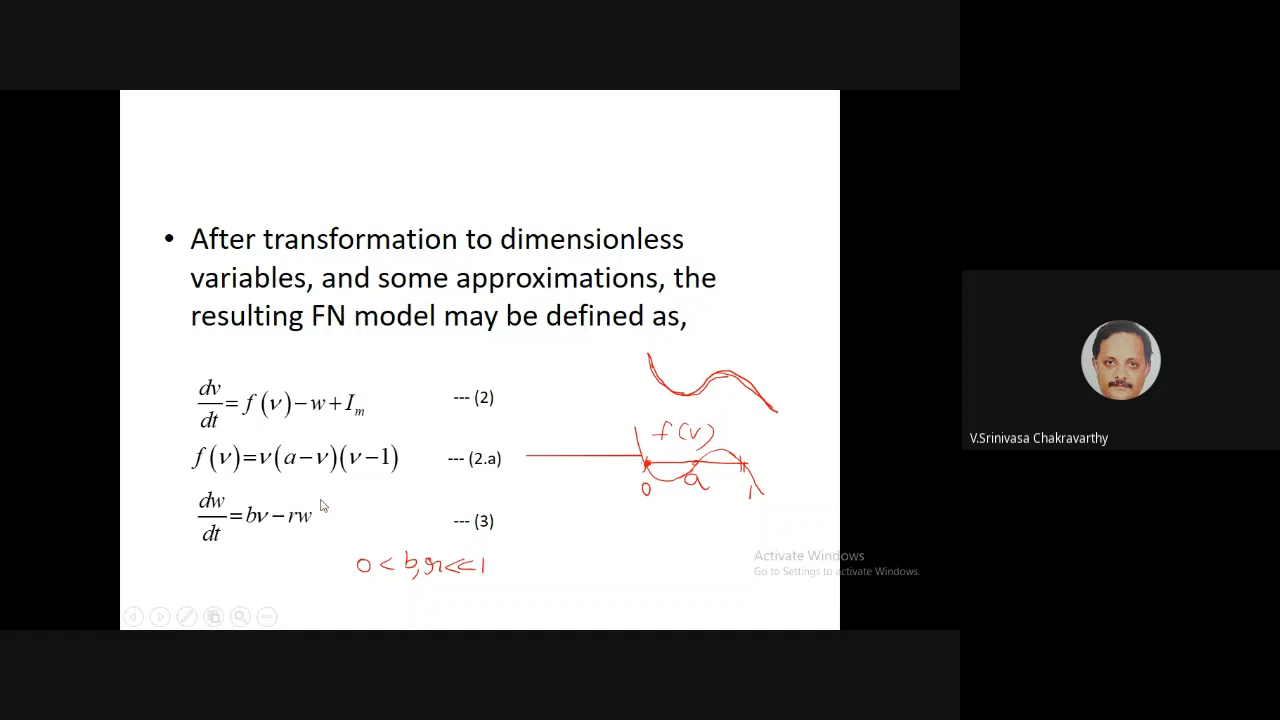 • After transformation to dimensionless
variables, and some approximations, the
resulting FN model may be defined as,
dv/dt = f(v) − w + I_m --- (2)
f(v)
f(v) = v(a − v)(v − 1) --- (2.a)
0 a 1
dw/dt = bv − rw --- (3)
0 < b, r << 1
Activate Windows
Go to Settings to activate Windows.
V.Srinivasa Chakravarthy